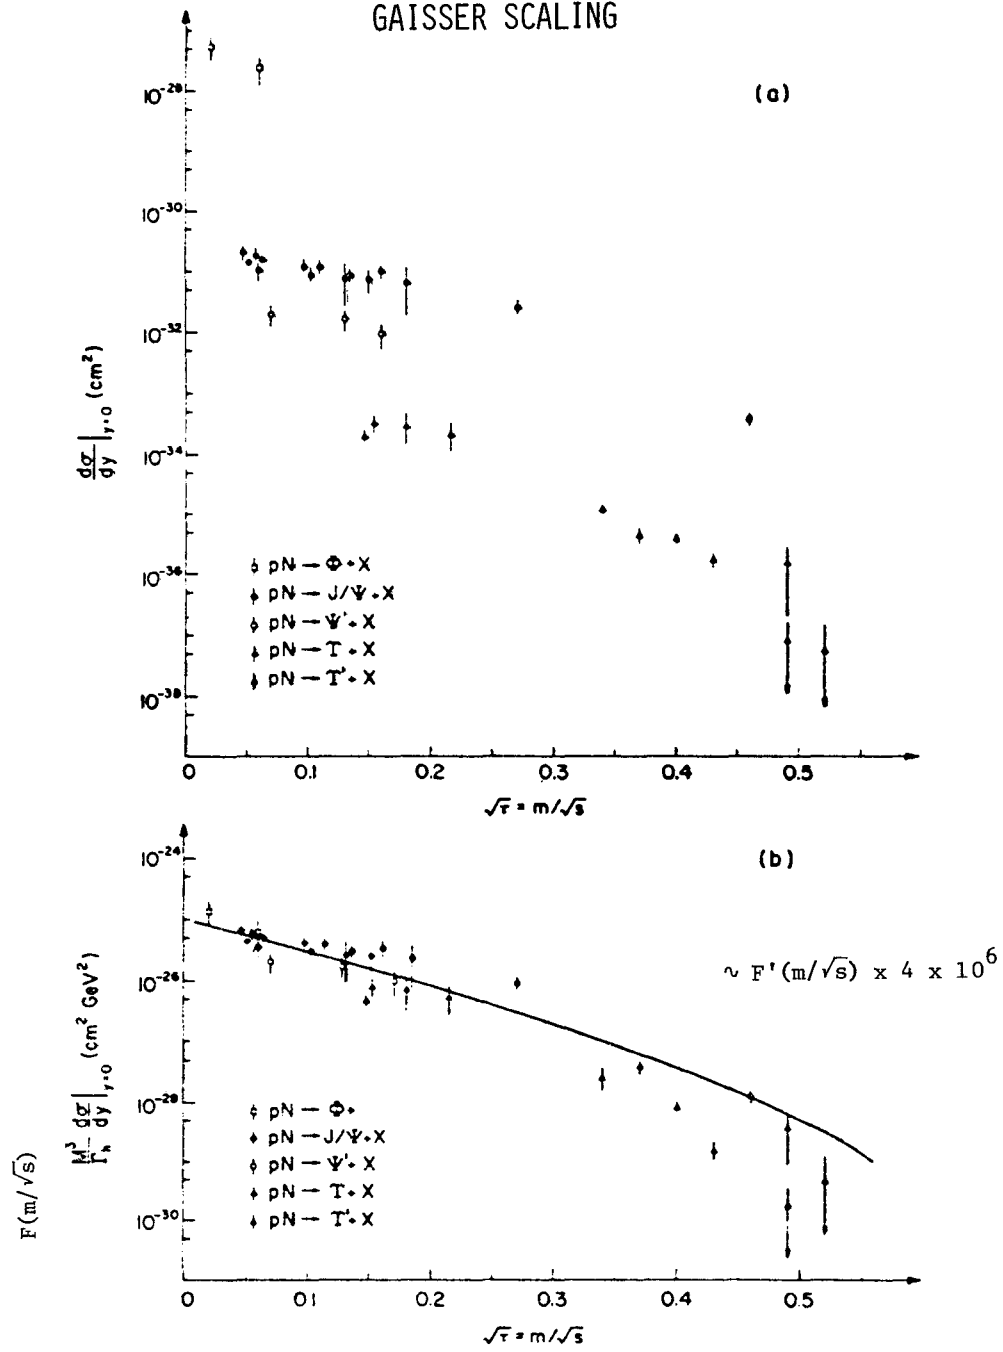 GAISSER SCALING
(a)
10⁻²⁸
10⁻³⁰
10⁻³²
10⁻³⁴
10⁻³⁶
10⁻³⁸
dσ/dy |y=0 (cm²)
pN → Φ + X
pN → J/Ψ + X
pN → Ψ' + X
pN → T + X
pN → T' + X
0 0.1 0.2 0.3 0.4 0.5
√τ = m/√s
(b)
10⁻²⁴
10⁻²⁶
10⁻²⁸
10⁻³⁰
F(m/√s)
M³/Γh dσ/dy |y=0 (cm² GeV²)
~ F'(m/√s) x 4 x 10⁶
pN → Φ +
pN → J/Ψ + X
pN → Ψ' + X
pN → T + X
pN → T' + X
0 0.1 0.2 0.3 0.4 0.5
√τ = m/√s